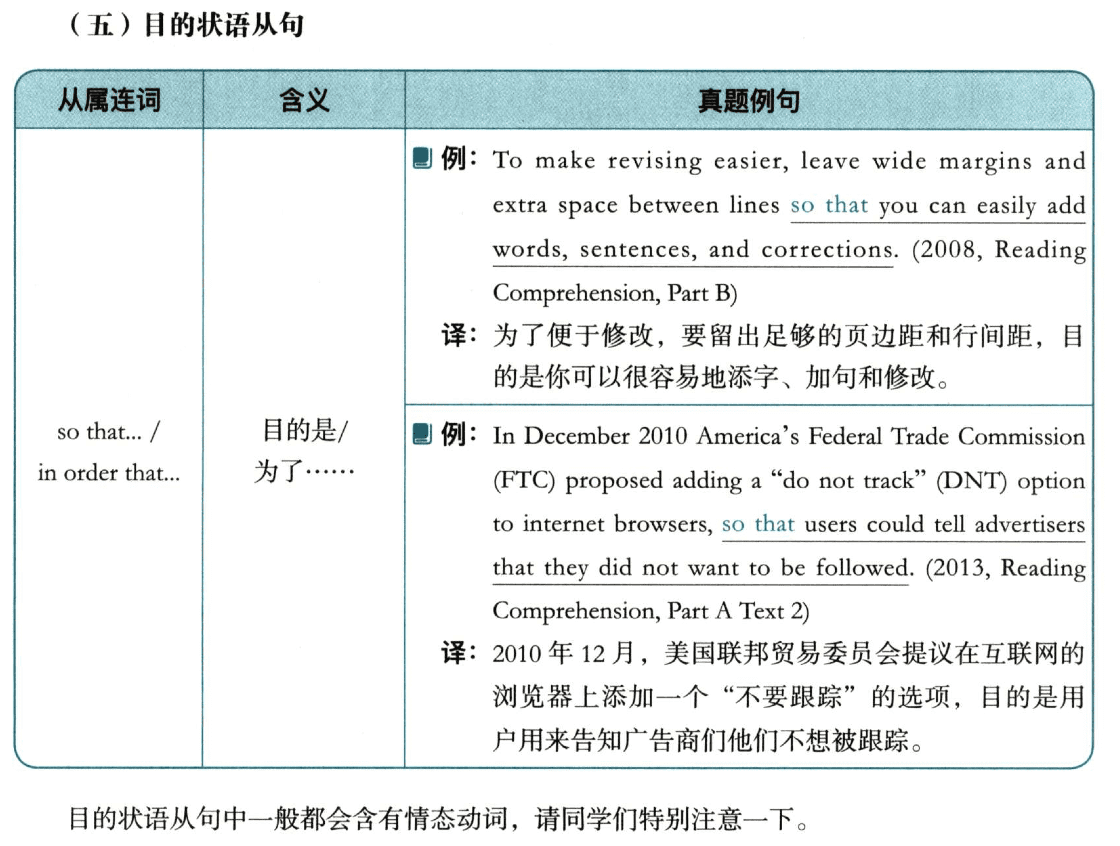 （五）目的状语从句
从属连词
含义
真题例句
so that... /
in order that...
目的是/
为了……
例：To make revising easier, leave wide margins and
extra space between lines so that you can easily add
words, sentences, and corrections. (2008, Reading
Comprehension, Part B)
译：为了便于修改，要留出足够的页边距和行间距，目
的是你可以很容易地添字、加句和修改。
例：In December 2010 America’s Federal Trade Commission
(FTC) proposed adding a “do not track” (DNT) option
to internet browsers, so that users could tell advertisers
that they did not want to be followed. (2013, Reading
Comprehension, Part A Text 2)
译：2010 年 12 月，美国联邦贸易委员会提议在互联网的
浏览器上添加一个“不要跟踪”的选项，目的是用
户用来告知广告商们他们不想被跟踪。
目的状语从句中一般都会含有情态动词，请同学们特别注意一下。